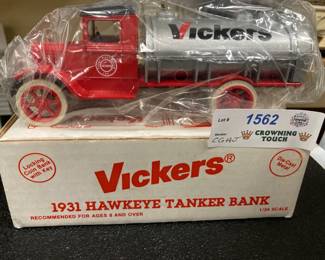 Vickers
Lot #
1562
CROWNING
TOUCH
Locking
Coin Bank
with Key
Vickers®
Die-Cast
Metal
1931 HAWKEYE TANKER BANK
RECOMMENDED FOR AGES 8 AND OVER
1/34 SCALE